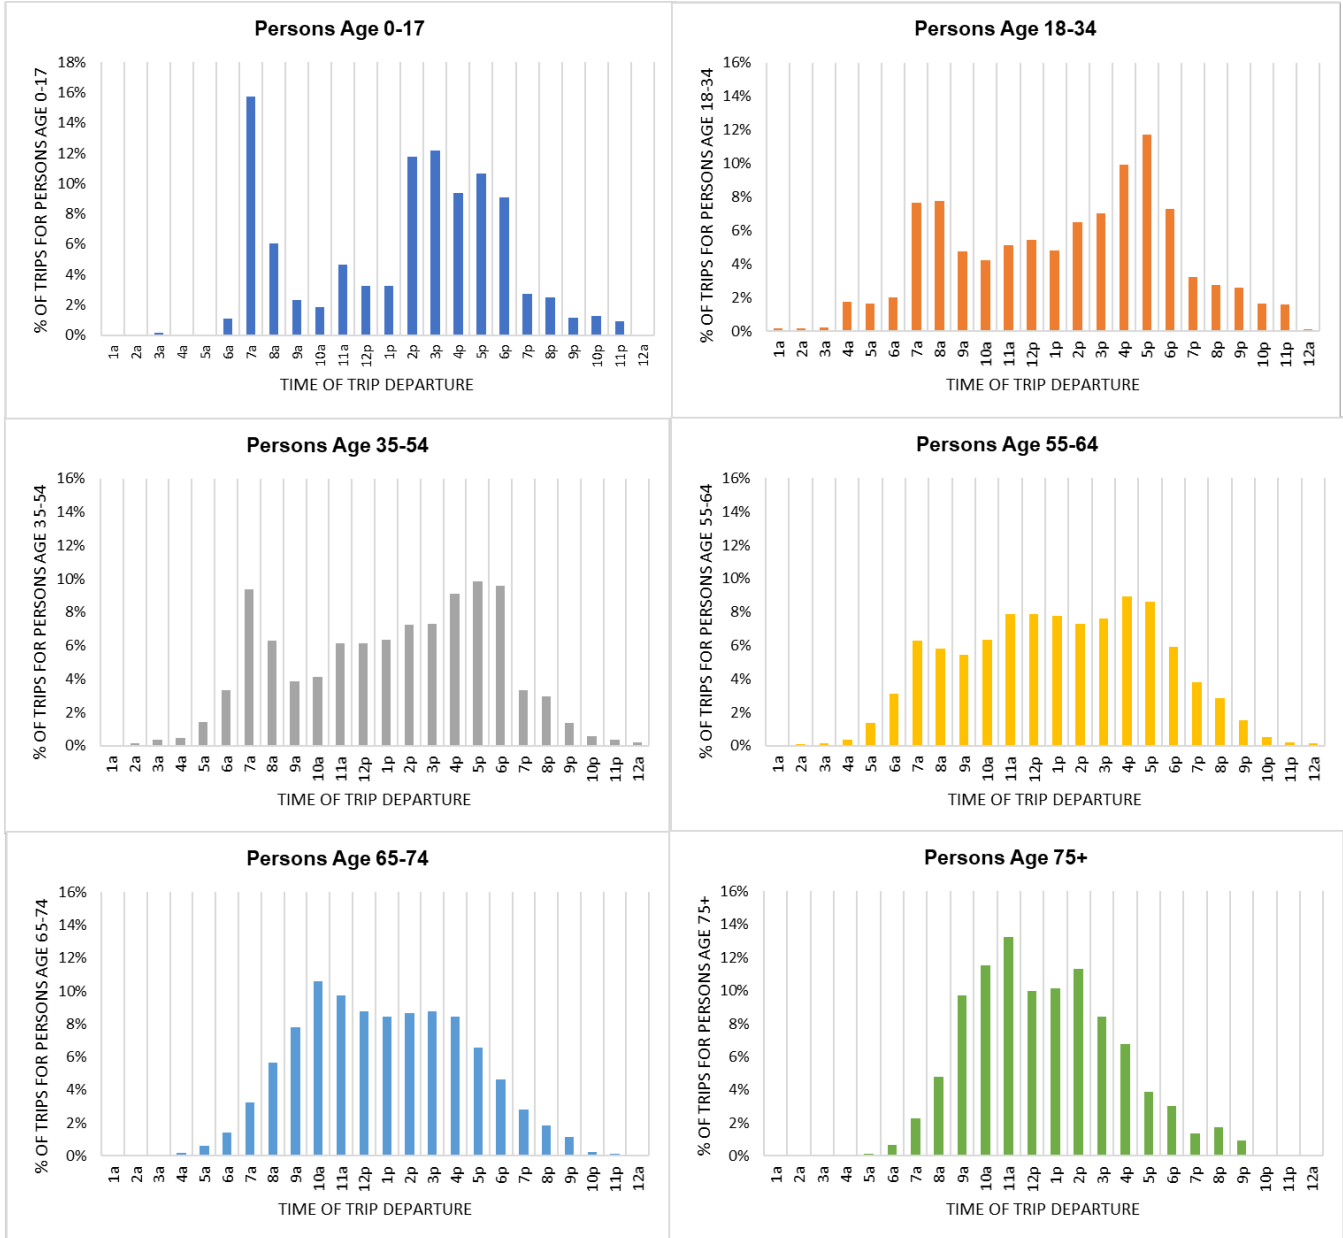 Persons Age 0-17
% OF TRIPS FOR PERSONS AGE 0-17
18%
16%
14%
12%
10%
8%
6%
4%
2%
0%
1a 2a 3a 4a 5a 6a 7a 8a 9a 10a 11a 12p 1p 2p 3p 4p 5p 6p 7p 8p 9p 10p 11p 12a
TIME OF TRIP DEPARTURE
Persons Age 18-34
% OF TRIPS FOR PERSONS AGE 18-34
16%
14%
12%
10%
8%
6%
4%
2%
0%
1a 2a 3a 4a 5a 6a 7a 8a 9a 10a 11a 12p 1p 2p 3p 4p 5p 6p 7p 8p 9p 10p 11p 12a
TIME OF TRIP DEPARTURE
Persons Age 35-54
% OF TRIPS FOR PERSONS AGE 35-54
16%
14%
12%
10%
8%
6%
4%
2%
0%
1a 2a 3a 4a 5a 6a 7a 8a 9a 10a 11a 12p 1p 2p 3p 4p 5p 6p 7p 8p 9p 10p 11p 12a
TIME OF TRIP DEPARTURE
Persons Age 55-64
% OF TRIPS FOR PERSONS AGE 55-64
16%
14%
12%
10%
8%
6%
4%
2%
0%
1a 2a 3a 4a 5a 6a 7a 8a 9a 10a 11a 12p 1p 2p 3p 4p 5p 6p 7p 8p 9p 10p 11p 12a
TIME OF TRIP DEPARTURE
Persons Age 65-74
% OF TRIPS FOR PERSONS AGE 65-74
16%
14%
12%
10%
8%
6%
4%
2%
0%
1a 2a 3a 4a 5a 6a 7a 8a 9a 10a 11a 12p 1p 2p 3p 4p 5p 6p 7p 8p 9p 10p 11p 12a
TIME OF TRIP DEPARTURE
Persons Age 75+
% OF TRIPS FOR PERSONS AGE 75+
16%
14%
12%
10%
8%
6%
4%
2%
0%
1a 2a 3a 4a 5a 6a 7a 8a 9a 10a 11a 12p 1p 2p 3p 4p 5p 6p 7p 8p 9p 10p 11p 12a
TIME OF TRIP DEPARTURE